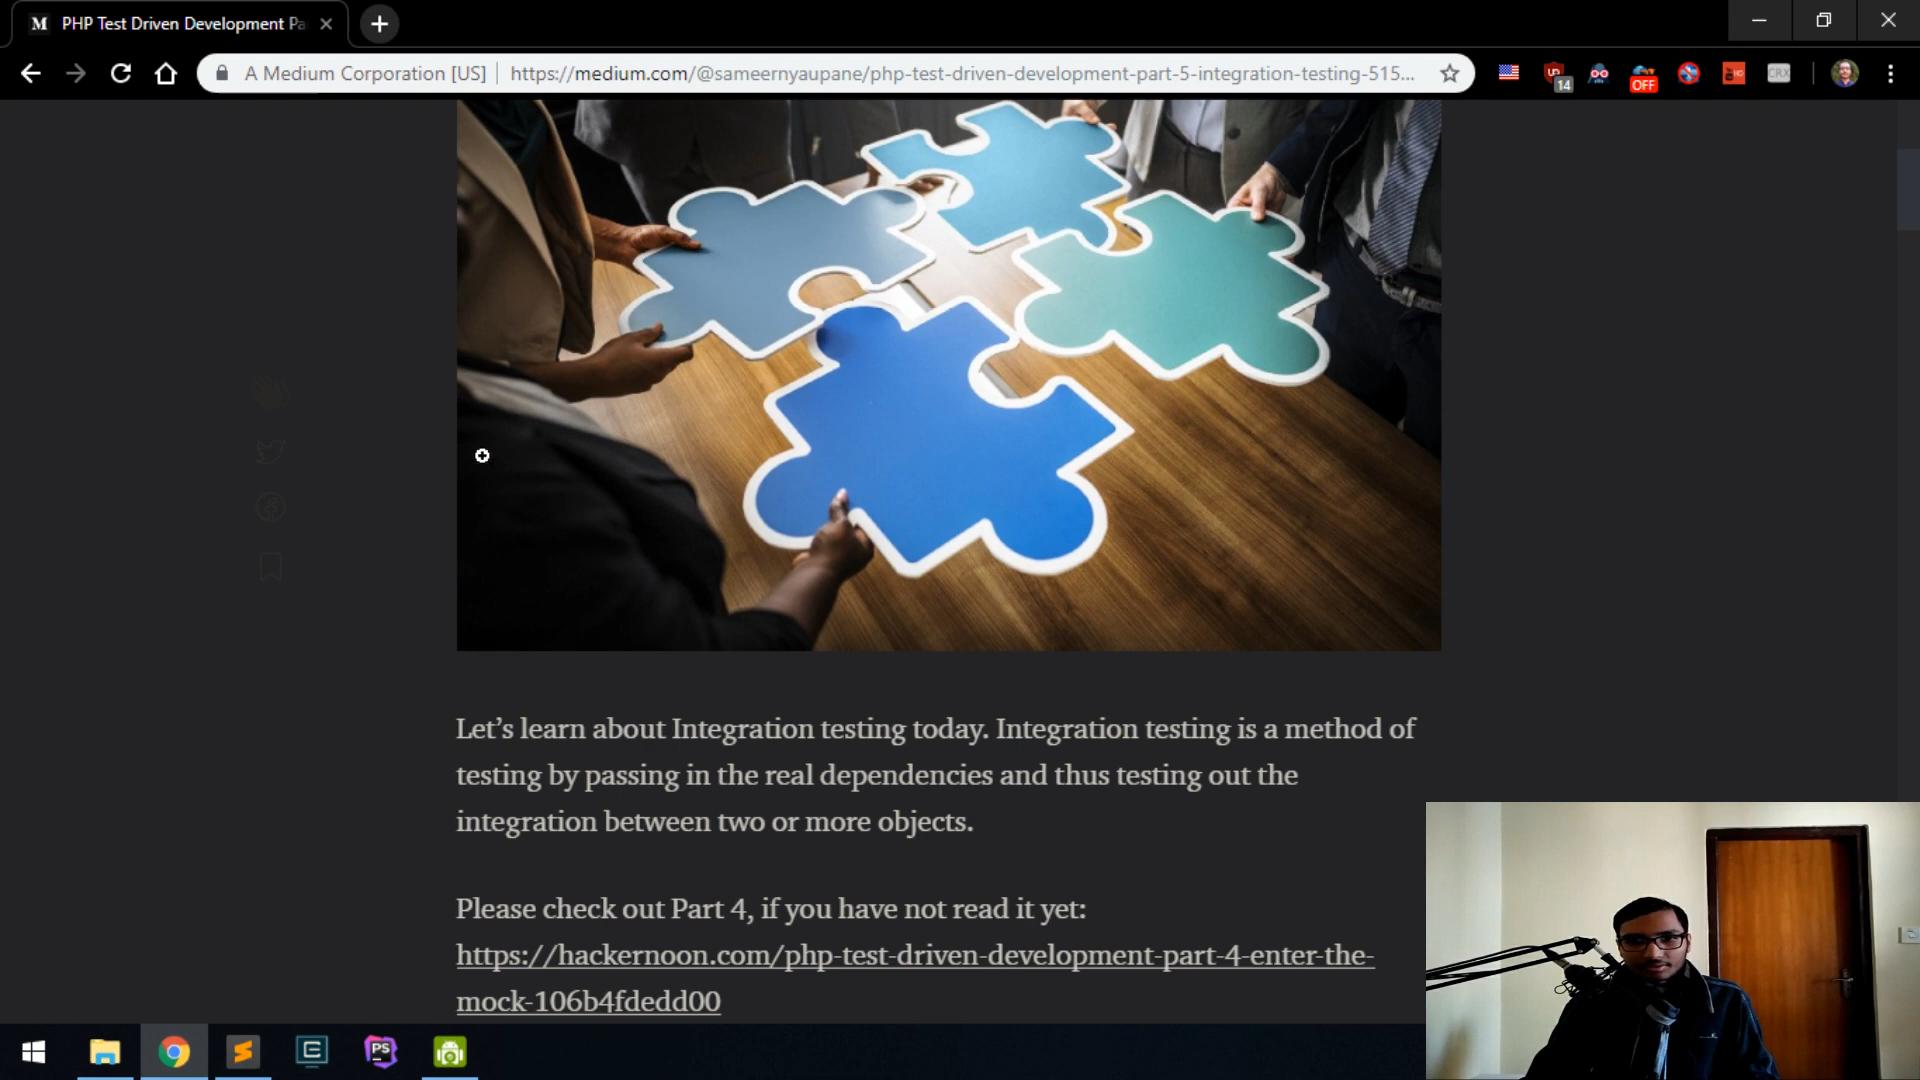 M PHP Test Driven Development Pa
A Medium Corporation [US] https://medium.com/@sameernyaupane/php-test-driven-development-part-5-integration-testing-515...
14
OFF
HD
CRX
Let's learn about Integration testing today. Integration testing is a method of
testing by passing in the real dependencies and thus testing out the
integration between two or more objects.
Please check out Part 4, if you have not read it yet:
https://hackernoon.com/php-test-driven-development-part-4-enter-the-
mock-106b4fdedd00
PS